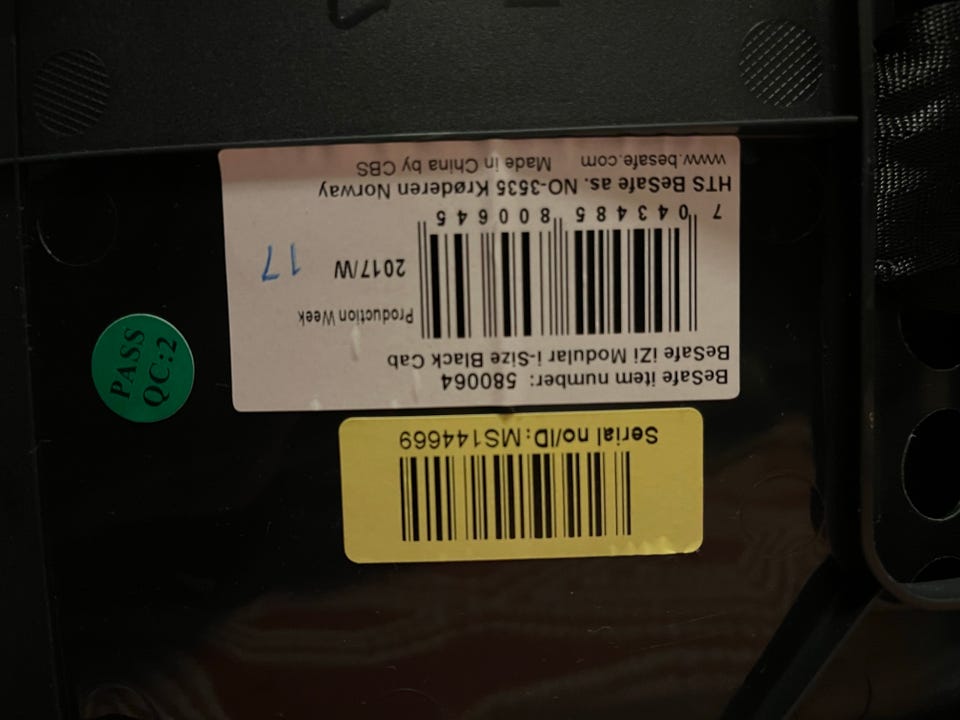 BeSafe item number: 580064
BeSafe iZi Modular i-Size Black Cab
Production Week
2017/W 17
7 043485 800645
HTS BeSafe as. NO-3535 Krøderen Norway
www.besafe.com Made in China by CBS
Serial no/ID:MS144669
PASS
QC:2